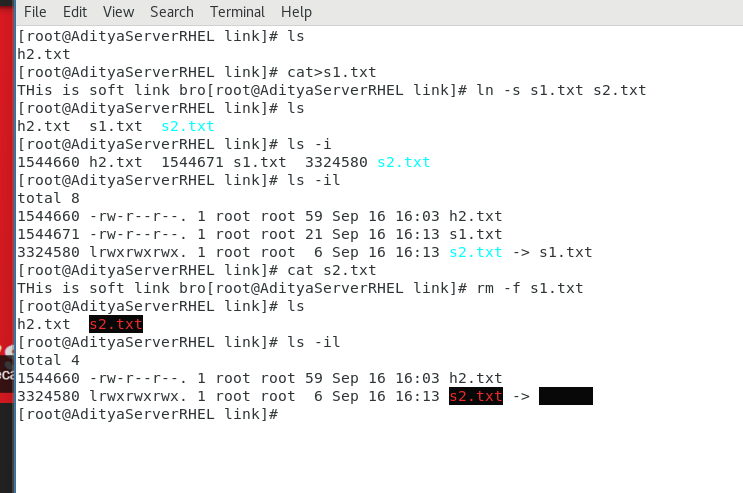 File Edit View Search Terminal Help
[root@AdityaServerRHEL link]# ls
h2.txt
[root@AdityaServerRHEL link]# cat>s1.txt
THis is soft link bro[root@AdityaServerRHEL link]# ln -s s1.txt s2.txt
[root@AdityaServerRHEL link]# ls
h2.txt  s1.txt  s2.txt
[root@AdityaServerRHEL link]# ls -i
1544660 h2.txt  1544671 s1.txt  3324580 s2.txt
[root@AdityaServerRHEL link]# ls -il
total 8
1544660 -rw-r--r--. 1 root root 59 Sep 16 16:03 h2.txt
1544671 -rw-r--r--. 1 root root 21 Sep 16 16:13 s1.txt
3324580 lrwxrwxrwx. 1 root root  6 Sep 16 16:13 s2.txt -> s1.txt
[root@AdityaServerRHEL link]# cat s2.txt
THis is soft link bro[root@AdityaServerRHEL link]# rm -f s1.txt
[root@AdityaServerRHEL link]# ls
h2.txt  s2.txt
[root@AdityaServerRHEL link]# ls -il
total 4
1544660 -rw-r--r--. 1 root root 59 Sep 16 16:03 h2.txt
3324580 lrwxrwxrwx. 1 root root  6 Sep 16 16:13 s2.txt ->
[root@AdityaServerRHEL link]#